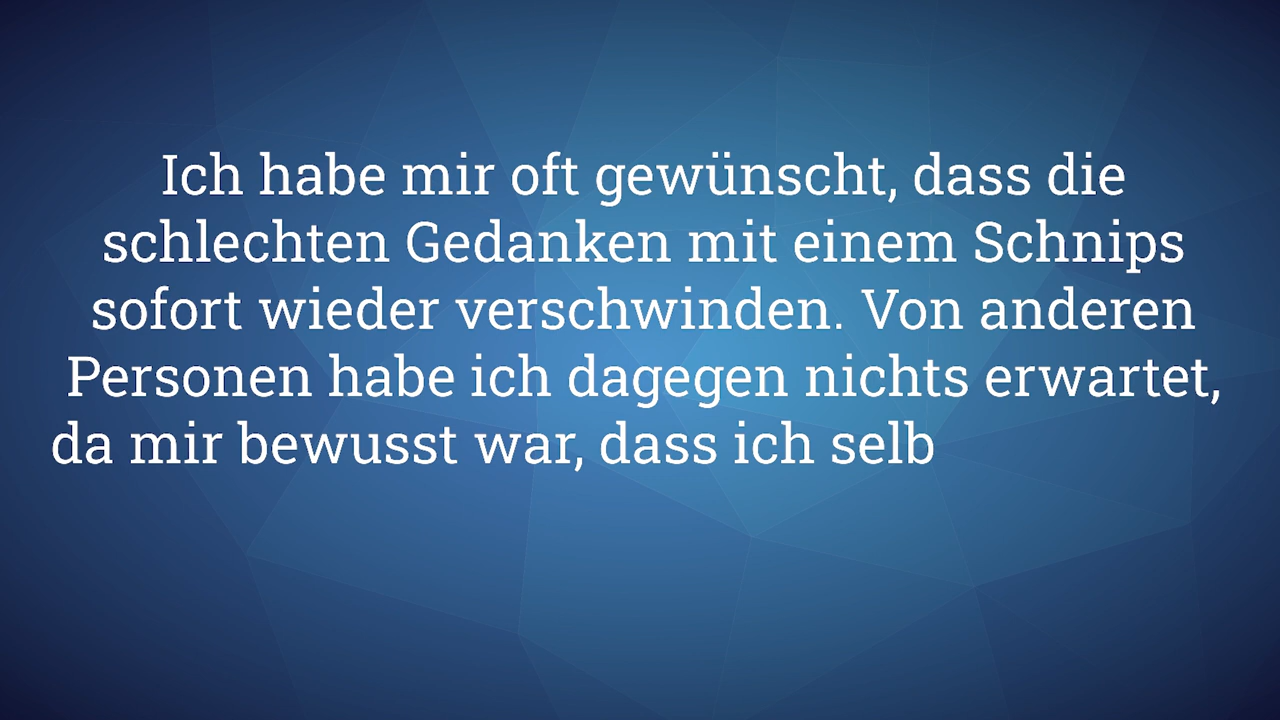 Ich habe mir oft gewünscht, dass die
schlechten Gedanken mit einem Schnips
sofort wieder verschwinden. Von anderen
Personen habe ich dagegen nichts erwartet,
da mir bewusst war, dass ich selb